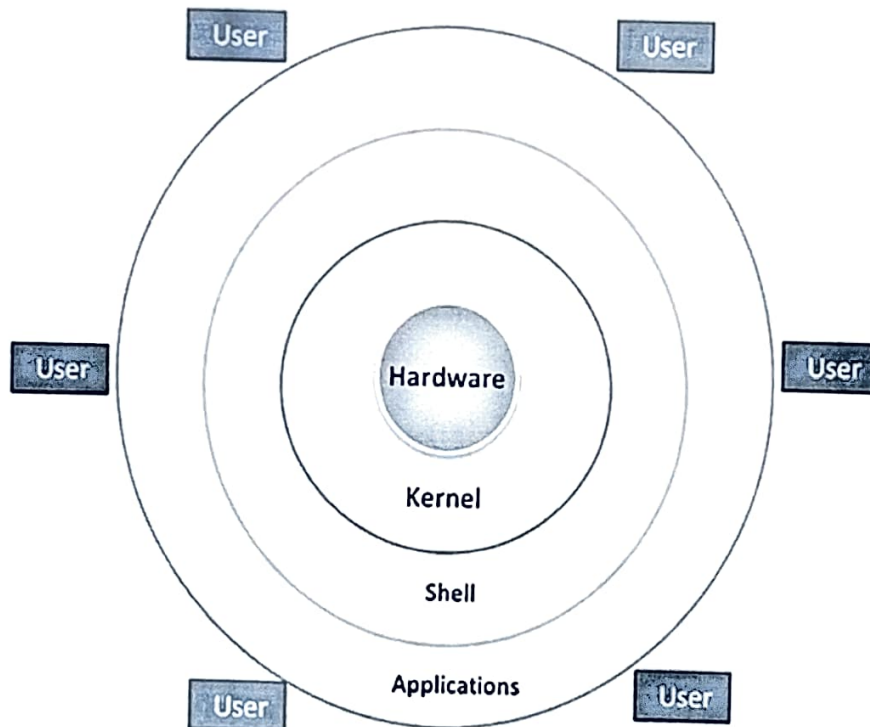 User
User
User
Hardware
User
Kernel
Shell
Applications
User
User